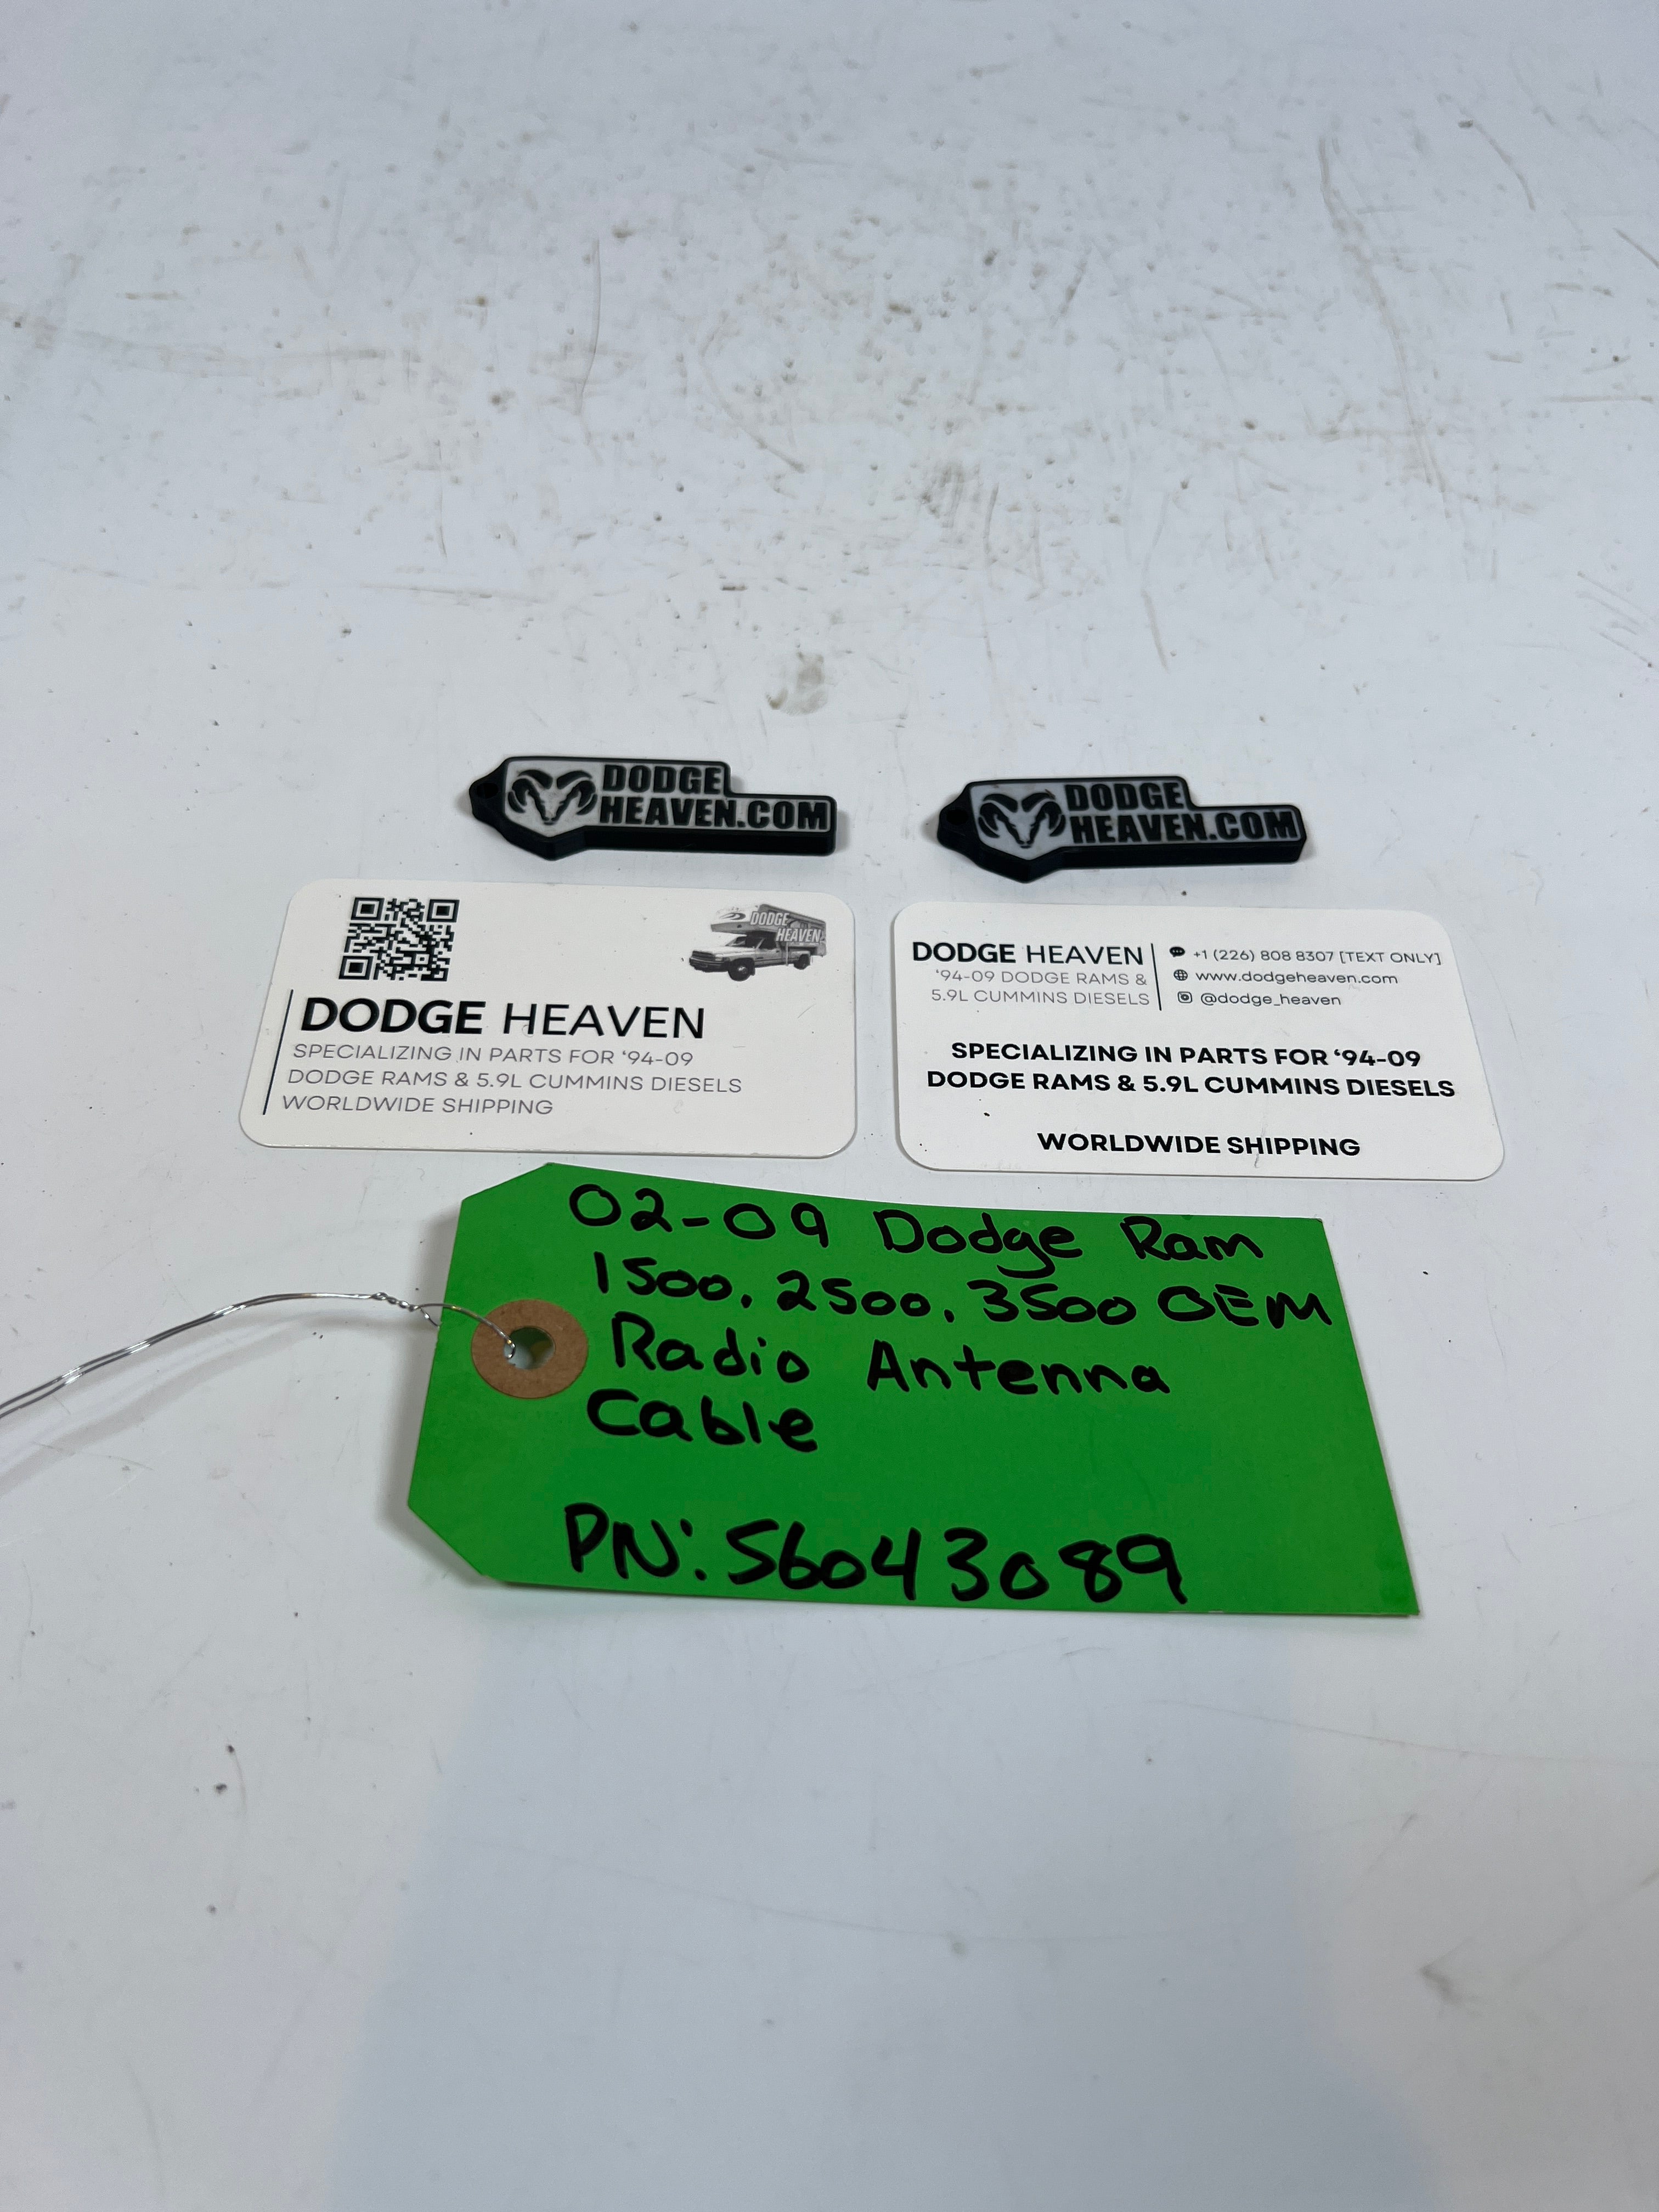 DODGE
HEAVEN.COM
DODGE
HEAVEN.COM
DODGE
HEAVEN
DODGE HEAVEN
SPECIALIZING IN PARTS FOR ‘94-09
DODGE RAMS & 5.9L CUMMINS DIESELS
WORLDWIDE SHIPPING
DODGE HEAVEN
‘94-09 DODGE RAMS &
5.9L CUMMINS DIESELS
+1 (226) 808 8307 [TEXT ONLY]
www.dodgeheaven.com
@dodge_heaven
SPECIALIZING IN PARTS FOR ‘94-09
DODGE RAMS & 5.9L CUMMINS DIESELS
WORLDWIDE SHIPPING
02-09 Dodge Ram
1500, 2500, 3500 OEM
Radio Antenna
Cable
PN: 56043089